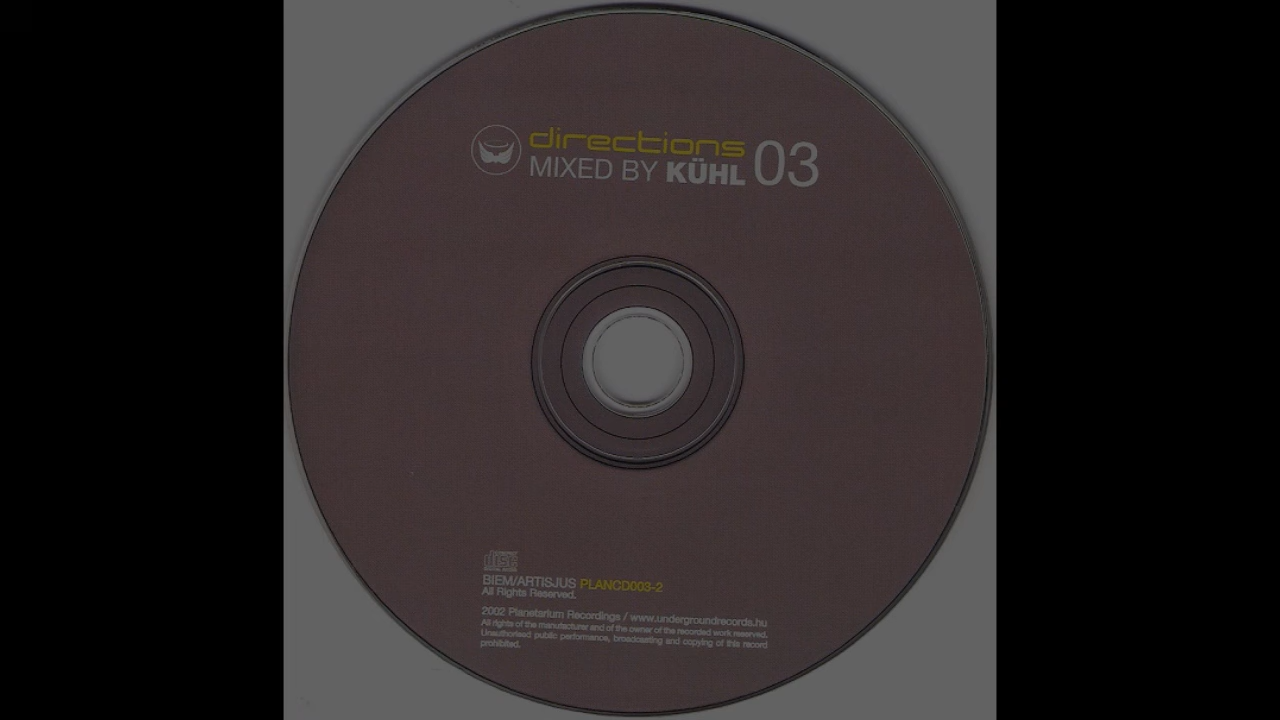 directions
MIXED BY KÜHL 03
disc
BIEM/ARTISJUS PLANCD003-2
All Rights Reserved.
2002 Planetarium Recordings / www.undergroundrecords.hu
All rights of the manufacturer and of the owner of the recorded work reserved.
Unauthorised public performance, broadcasting and copying of this record
prohibited.